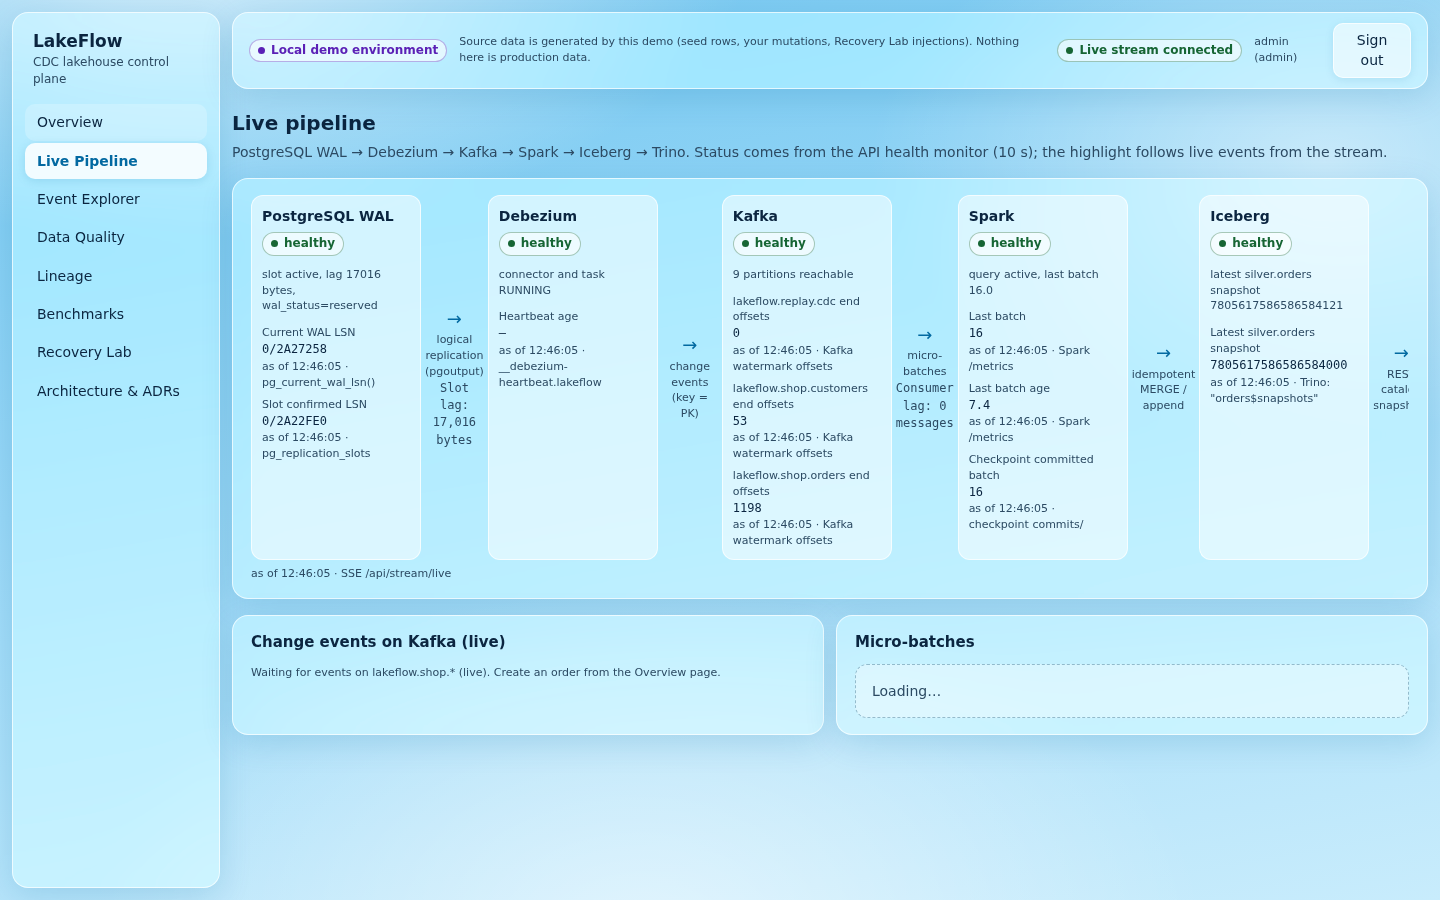 LakeFlow
CDC lakehouse control
plane
Overview
Live Pipeline
Event Explorer
Data Quality
Lineage
Benchmarks
Recovery Lab
Architecture & ADRs
Local demo environment
Source data is generated by this demo (seed rows, your mutations, Recovery Lab injections). Nothing
here is production data.
Live stream connected
admin
(admin)
Sign
out
Live pipeline
PostgreSQL WAL → Debezium → Kafka → Spark → Iceberg → Trino. Status comes from the API health monitor (10 s); the highlight follows live events from the stream.
PostgreSQL WAL
healthy
slot active, lag 17016
bytes,
wal_status=reserved
Current WAL LSN
0/2A27258
as of 12:46:05 ·
pg_current_wal_lsn()
Slot confirmed LSN
0/2A22FE0
as of 12:46:05 ·
pg_replication_slots
→
logical
replication
(pgoutput)
Slot
lag:
17,016
bytes
Debezium
healthy
connector and task
RUNNING
Heartbeat age
—
as of 12:46:05 ·
__debezium-
heartbeat.lakeflow
→
change
events
(key =
PK)
Kafka
healthy
9 partitions reachable
lakeflow.replay.cdc end
offsets
0
as of 12:46:05 · Kafka
watermark offsets
lakeflow.shop.customers
end offsets
53
as of 12:46:05 · Kafka
watermark offsets
lakeflow.shop.orders end
offsets
1198
as of 12:46:05 · Kafka
watermark offsets
→
micro-
batches
Consumer
lag: 0
messages
Spark
healthy
query active, last batch
16.0
Last batch
16
as of 12:46:05 · Spark
/metrics
Last batch age
7.4
as of 12:46:05 · Spark
/metrics
Checkpoint committed
batch
16
as of 12:46:05 ·
checkpoint commits/
→
idempotent
MERGE /
append
Iceberg
healthy
latest silver.orders
snapshot
7805617586586584121
Latest silver.orders
snapshot
7805617586586584000
as of 12:46:05 · Trino:
"orders$snapshots"
→
RES
catal
snapsh
as of 12:46:05 · SSE /api/stream/live
Change events on Kafka (live)
Waiting for events on lakeflow.shop.* (live). Create an order from the Overview page.
Micro-batches
Loading…